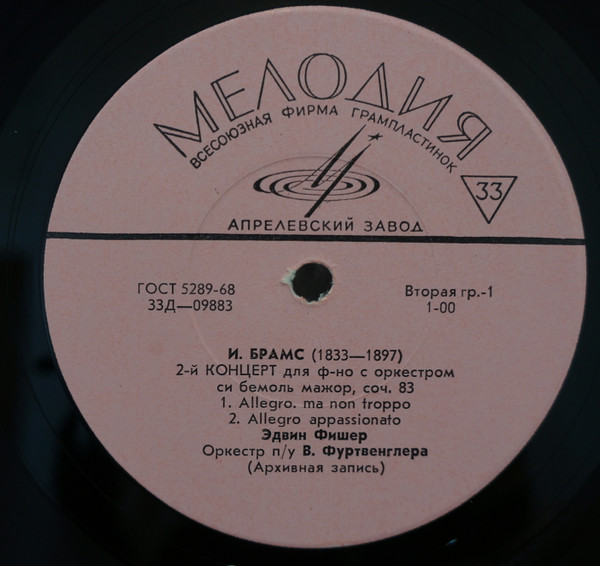 МЕЛОДИЯ
ВСЕСОЮЗНАЯ ФИРМА ГРАМПЛАСТИНОК
33
АПРЕЛЕВСКИЙ ЗАВОД
ГОСТ 5289-68
33Д—09883
Вторая гр.-1
1-00
И. БРАМС (1833—1897)
2-й КОНЦЕРТ для ф-но с оркестром
си бемоль мажор, соч. 83
1. Allegro. ma non troppo
2. Allegro appassionato
Эдвин Фишер
Оркестр п/у В. Фуртвенглера
(Архивная запись)